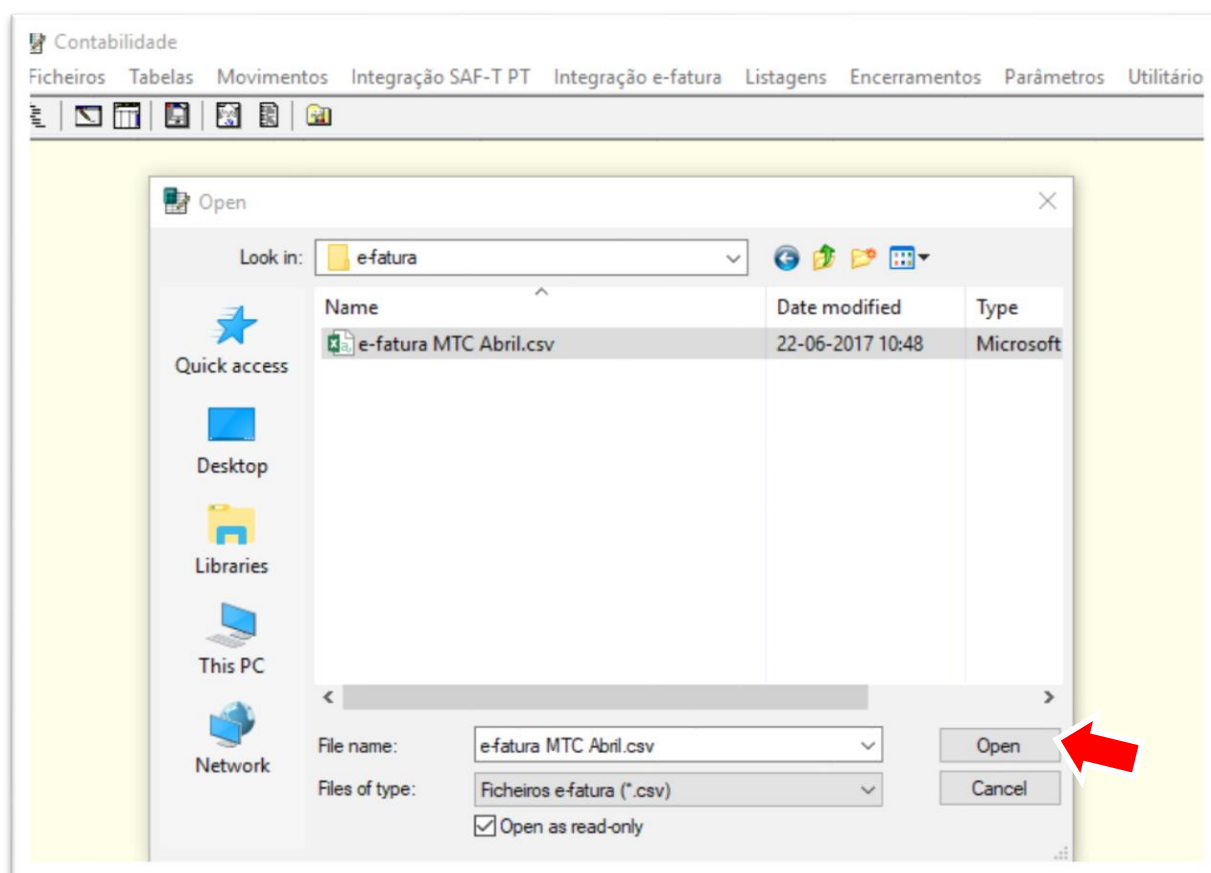 Contabilidade
Ficheiros Tabelas Movimentos Integração SAF-T PT Integração e-fatura Listagens Encerramentos Parâmetros Utilitário
Open
Look in: e-fatura
Name Date modified Type
e-fatura MTC Abril.csv 22-06-2017 10:48 Microsoft
Quick access
Desktop
Libraries
This PC
Network
File name: e-fatura MTC Abril.csv Open
Files of type: Ficheiros e-fatura (*.csv) Cancel
Open as read-only